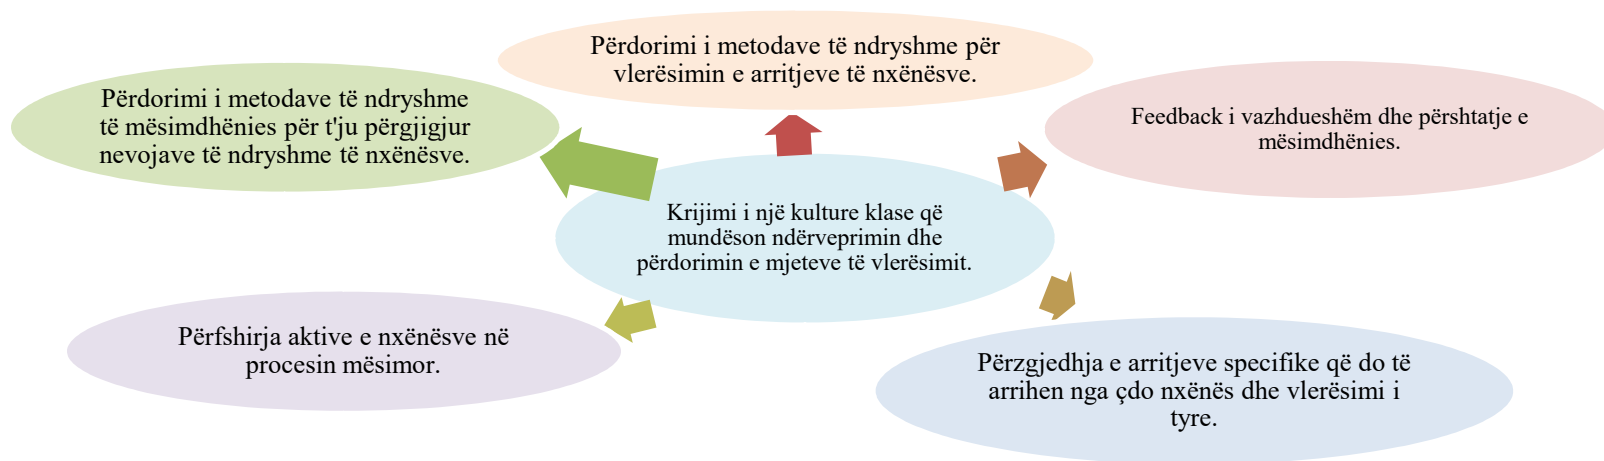 Përdorimi i metodave të ndryshme për
vlerësimin e arritjeve të nxënësve.
Përdorimi i metodave të ndryshme
të mësimdhënies për t'ju përgjigjur
nevojave të ndryshme të nxënësve.
Feedback i vazhdueshëm dhe përshtatje e
mësimdhënies.
Krijimi i një kulture klase që
mundëson ndërveprimin dhe
përdorimin e mjeteve të vlerësimit.
Përfshirja aktive e nxënësve në
procesin mësimor.
Përzgjedhja e arritjeve specifike që do të
arrihen nga çdo nxënës dhe vlerësimi i
tyre.